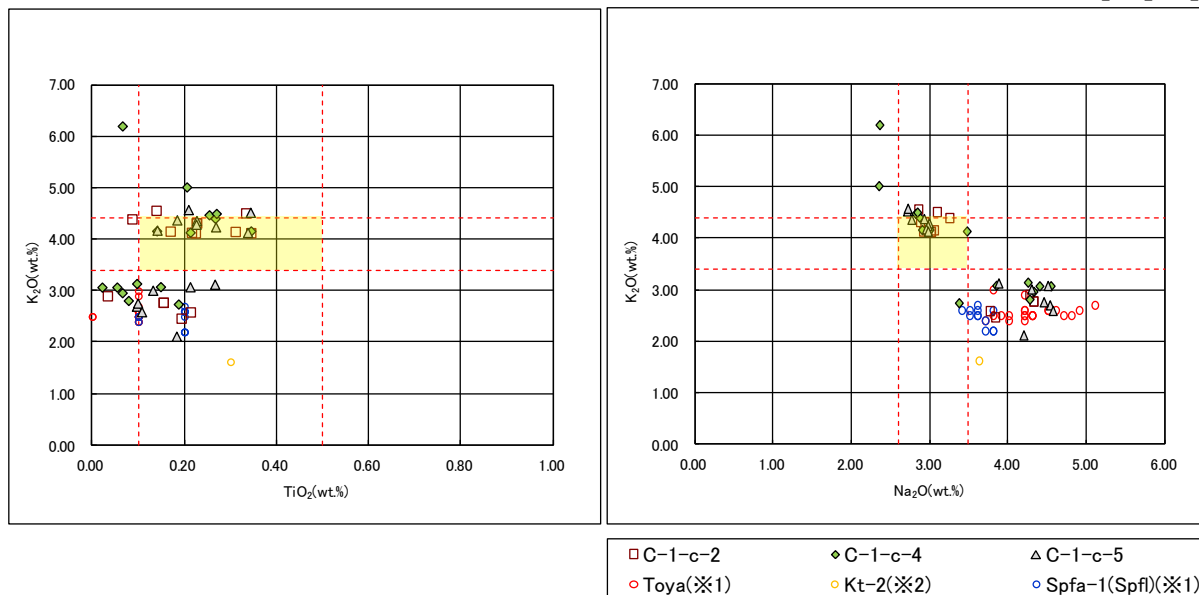 7.00
6.00
5.00
4.00
3.00
2.00
1.00
0.00
K₂O(wt.%)
0.00 0.20 0.40 0.60 0.80 1.00
TiO₂(wt.%)
7.00
6.00
5.00
4.00
3.00
2.00
1.00
0.00
K₂O(wt.%)
0.00 1.00 2.00 3.00 4.00 5.00 6.00
Na₂O(wt.%)
C-1-c-2 C-1-c-4 C-1-c-5
Toya(※1) Kt-2(※2) Spfa-1(Spfl)(※1)